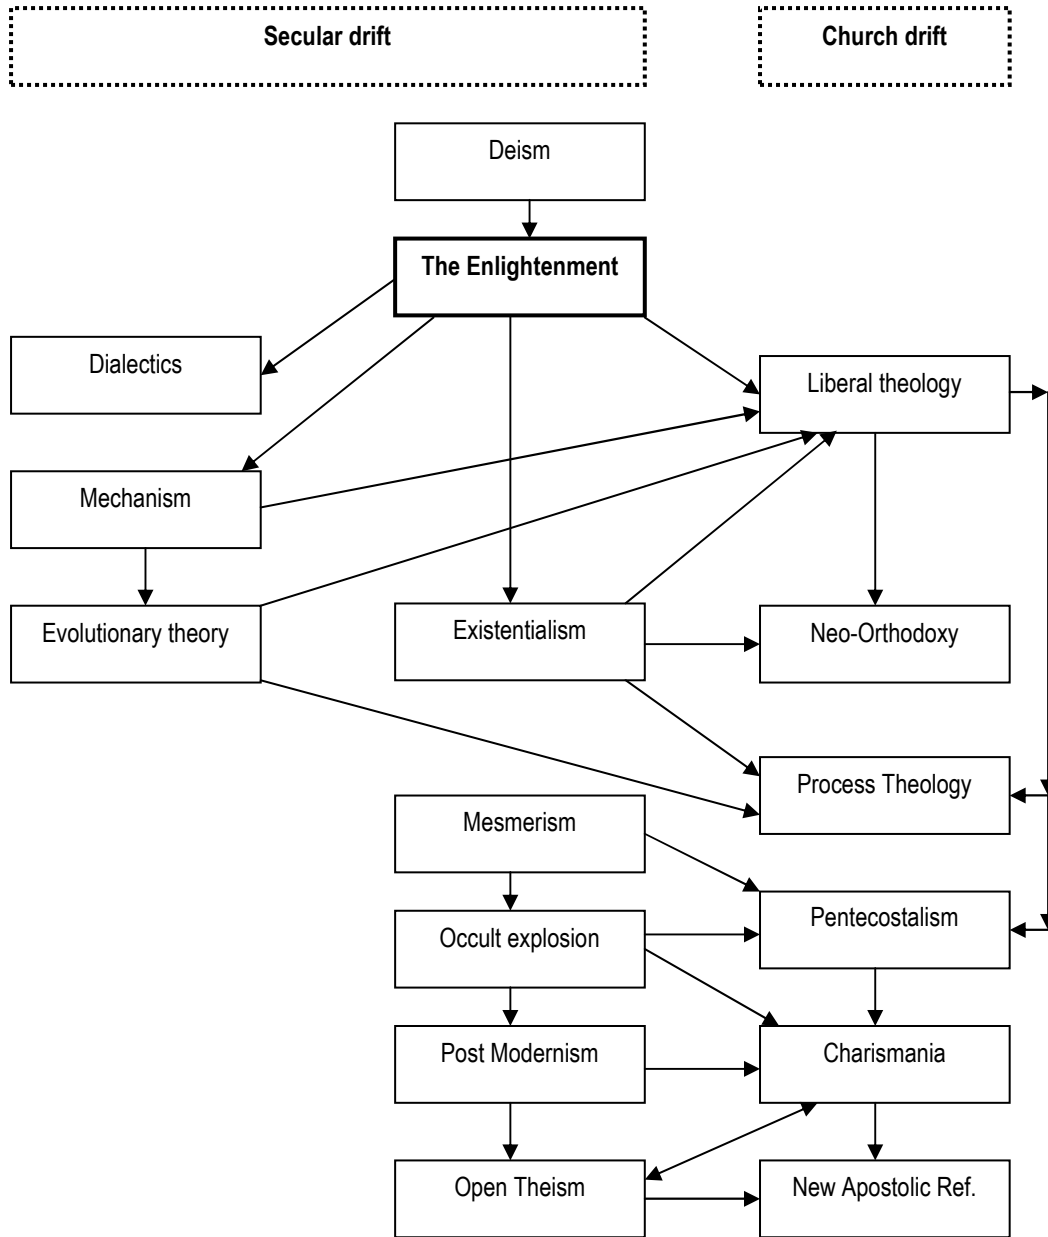 Secular drift
Church drift
Deism
The Enlightenment
Dialectics
Liberal theology
Mechanism
Evolutionary theory
Existentialism
Neo-Orthodoxy
Process Theology
Mesmerism
Pentecostalism
Occult explosion
Post Modernism
Charismania
Open Theism
New Apostolic Ref.